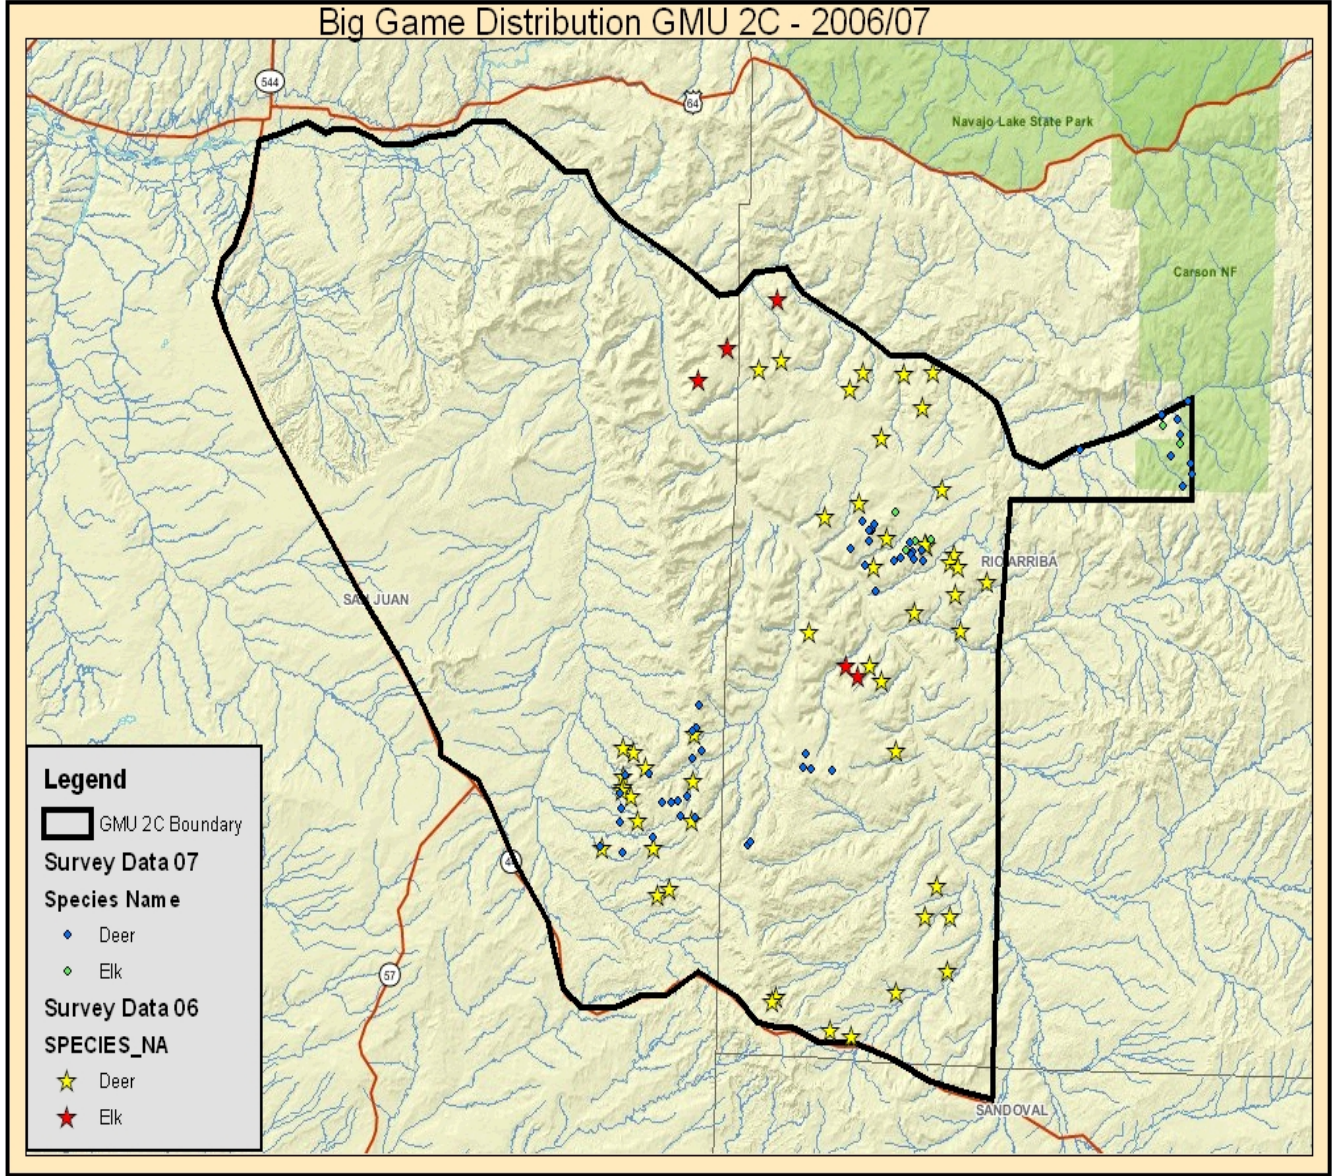 Big Game Distribution GMU 2C - 2006/07
544
64
Navajo Lake State Park
Carson NF
RIO ARRIBA
SAN JUAN
Legend
GMU 2C Boundary
Survey Data 07
Species Name
Deer
Elk
Survey Data 06
SPECIES_NA
Deer
Elk
57
SANDOVAL